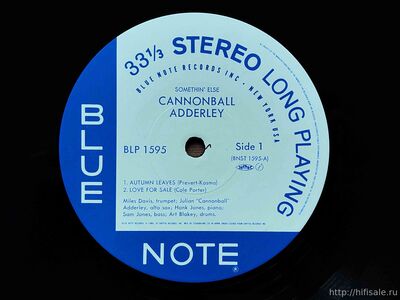 33 1/3 STEREO LONG PLAYING
BLUE NOTE RECORDS INC • NEW YORK USA
SOMETHIN' ELSE
CANNONBALL
ADDERLEY
BLP 1595
Side 1
(BNST 1595-A)
1. AUTUMN LEAVES (Prevert-Kosma)
2. LOVE FOR SALE (Cole Porter)
Miles Davis, trumpet; Julian "Cannonball"
Adderley, alto sax; Hank Jones, piano;
Sam Jones, bass; Art Blakey, drums.
BLUE
NOTE®
http://hifisale.ru